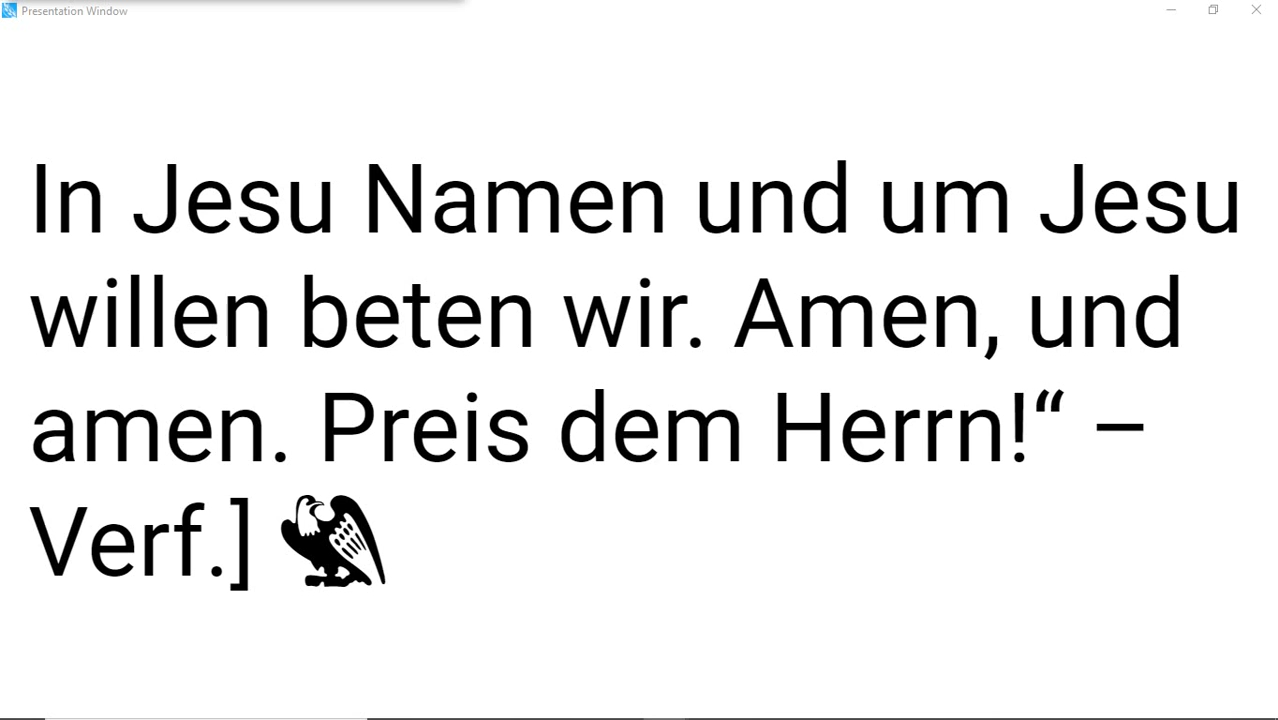 Presentation Window
In Jesu Namen und um Jesu
willen beten wir. Amen, und
amen. Preis dem Herrn!“ –
Verf.]